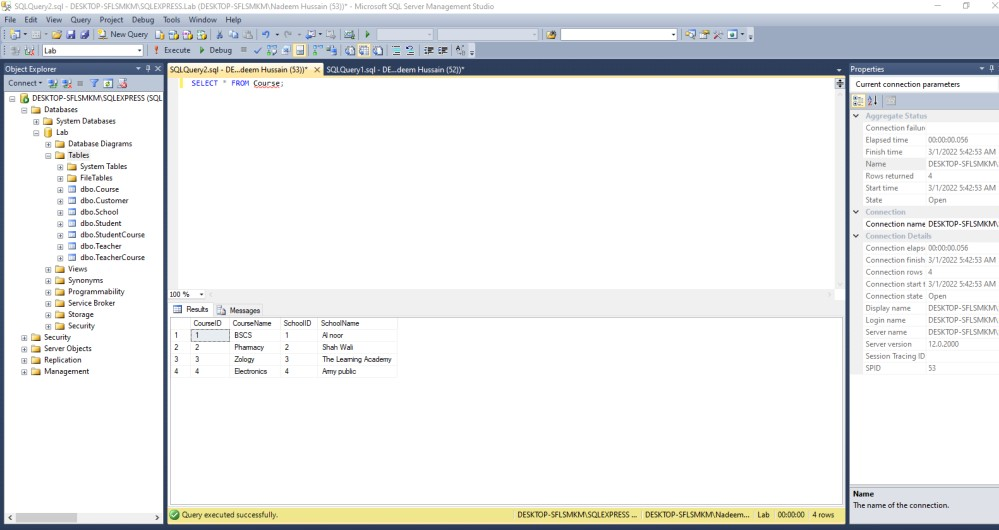 SQLQuery2.sql - DESKTOP-SFLSMKM\SQLEXPRESS.Lab (DESKTOP-SFLSMKM\Nadeem Hussain (53))* - Microsoft SQL Server Management Studio
File Edit View Query Project Debug Tools Window Help
New Query
Lab Execute Debug
Object Explorer
Connect
DESKTOP-SFLSMKM\SQLEXPRESS (SQL
Databases
System Databases
Lab
Database Diagrams
Tables
System Tables
FileTables
dbo.Course
dbo.Customer
dbo.School
dbo.Student
dbo.StudentCourse
dbo.Teacher
dbo.TeacherCourse
Views
Synonyms
Programmability
Service Broker
Storage
Security
Security
Server Objects
Replication
Management
SQLQuery2.sql - DE...deem Hussain (53))* SQLQuery1.sql - DE...deem Hussain (52))*
SELECT * FROM Course;
100 %
Results Messages
CourseID CourseName SchoolID SchoolName
1 1 BSCS 1 Al noor
2 2 Pharmacy 2 Shah Wali
3 3 Zology 3 The Learning Academy
4 4 Electronics 4 Army public
Query executed successfully. DESKTOP-SFLSMKM\SQLEXPRESS ... DESKTOP-SFLSMKM\Nadeem... Lab 00:00:00 4 rows
Properties
Current connection parameters
Aggregate Status
Connection failun
Elapsed time 00:00:00.056
Finish time 3/1/2022 5:42:53 AM
Name DESKTOP-SFLSMKM\
Rows returned 4
Start time 3/1/2022 5:42:53 AM
State Open
Connection
Connection name DESKTOP-SFLSMKM\
Connection Details
Connection elaps 00:00:00.056
Connection finish 3/1/2022 5:42:53 AM
Connection rows 4
Connection start t 3/1/2022 5:42:53 AM
Connection state Open
Display name DESKTOP-SFLSMKM\
Login name DESKTOP-SFLSMKM\
Server name DESKTOP-SFLSMKM\
Server version 12.0.2000
Session Tracing ID
SPID 53
Name
The name of the connection.